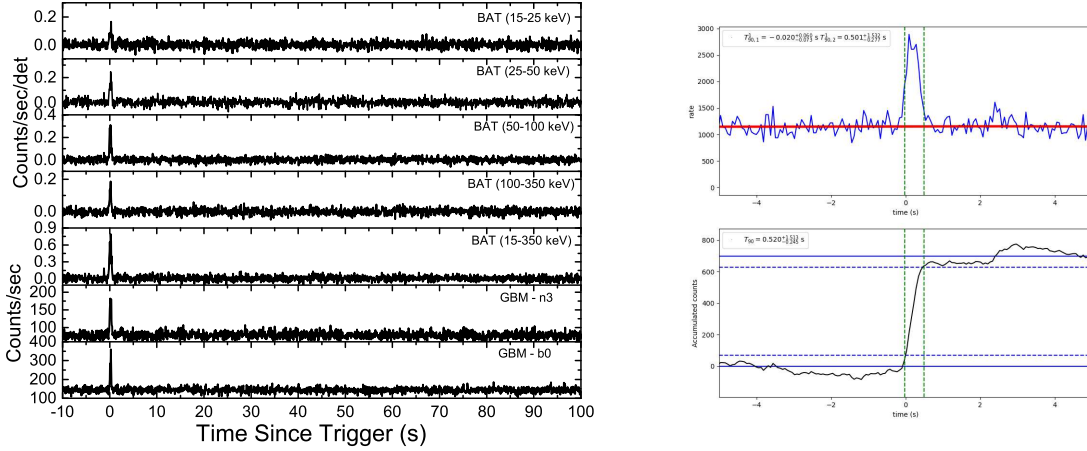 0.2
0.0
BAT (15-25 keV)
0.2
0.0
BAT (25-50 keV)
0.4
0.2
0.0
BAT (50-100 keV)
0.2
0.0
BAT (100-350 keV)
0.9
0.6
0.3
0.0
BAT (15-350 keV)
200
150
100
GBM - n3
400
300
200
100
GBM - b0
Counts/sec/det
Counts/sec
-10 0 10 20 30 40 50 60 70 80 90 100
Time Since Trigger (s)
3000
2500
2000
1500
1000
500
0
rate
−4 −2 0 2 4
time (s)
800
600
400
200
0
Accumulated counts
−4 −2 0 2 4
time (s)